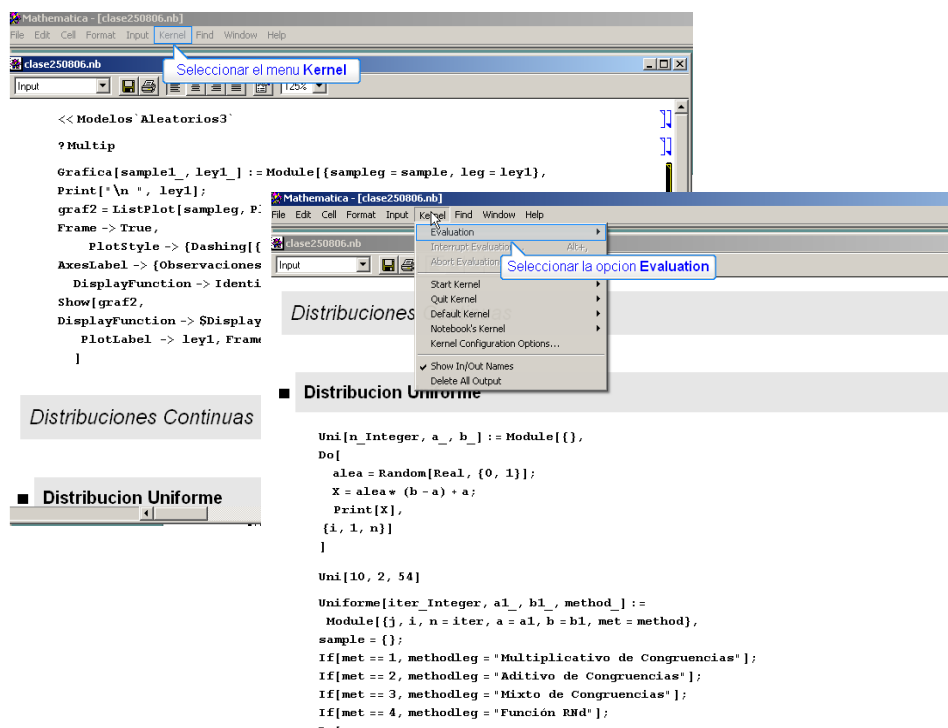 Mathematica - [clase250806.nb]
File Edit Cell Format Input Kernel Find Window Help
Seleccionar el menu Kernel
clase250806.nb
Input
125%
<< Modelos`Aleatorios3`
?Multip
Grafica[sample1_, ley1_] := Module[{sampleg = sample, leg = ley1},
Print["\n ", ley1];
graf2 = ListPlot[sampleg, P
Frame -> True,
PlotStyle -> {Dashing[{
AxesLabel -> {Observaciones
DisplayFunction -> Identi
Show[graf2,
DisplayFunction -> $Display
PlotLabel -> ley1, Frame
]
Distribuciones Continuas
Distribucion Uniforme
Mathematica - [clase250806.nb]
File Edit Cell Format Input Kernel Find Window Help
clase250806.nb
Input
Evaluation
Interrupt Evaluation Alt+,
Abort Evaluation
Seleccionar la opcion Evaluation
Start Kernel
Quit Kernel
Default Kernel
Notebook's Kernel
Kernel Configuration Options...
Show In/Out Names
Delete All Output
Distribuciones
Distribucion Uniforme
Uni[n_Integer, a_, b_] := Module[{},
Do[
alea = Random[Real, {0, 1}];
X = alea * (b - a) + a;
Print[X],
{i, 1, n}]
]
Uni[10, 2, 54]
Uniforme[iter_Integer, a1_, b1_, method_] :=
Module[{j, i, n = iter, a = a1, b = b1, met = method},
sample = {};
If[met == 1, methodleg = "Multiplicativo de Congruencias"];
If[met == 2, methodleg = "Aditivo de Congruencias"];
If[met == 3, methodleg = "Mixto de Congruencias"];
If[met == 4, methodleg = "Función RNd"];